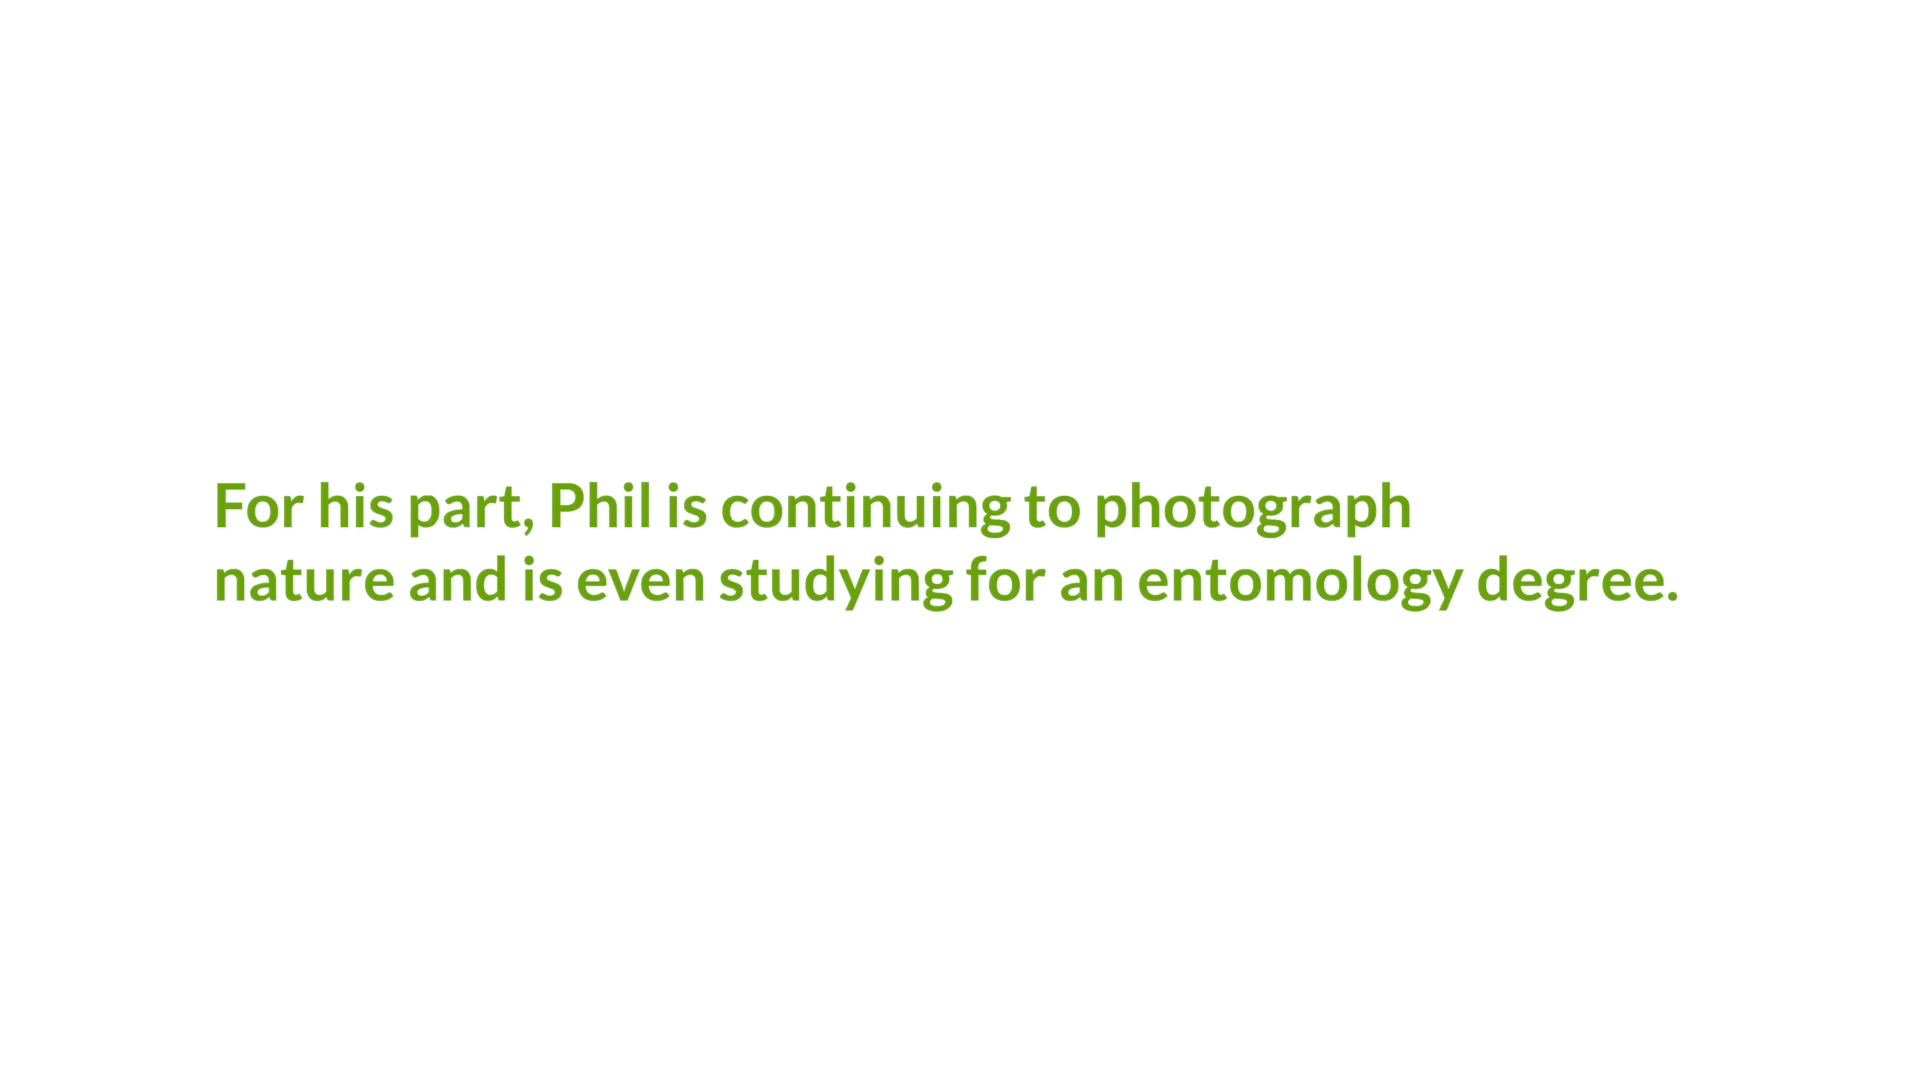 For his part, Phil is continuing to photograph
nature and is even studying for an entomology degree.